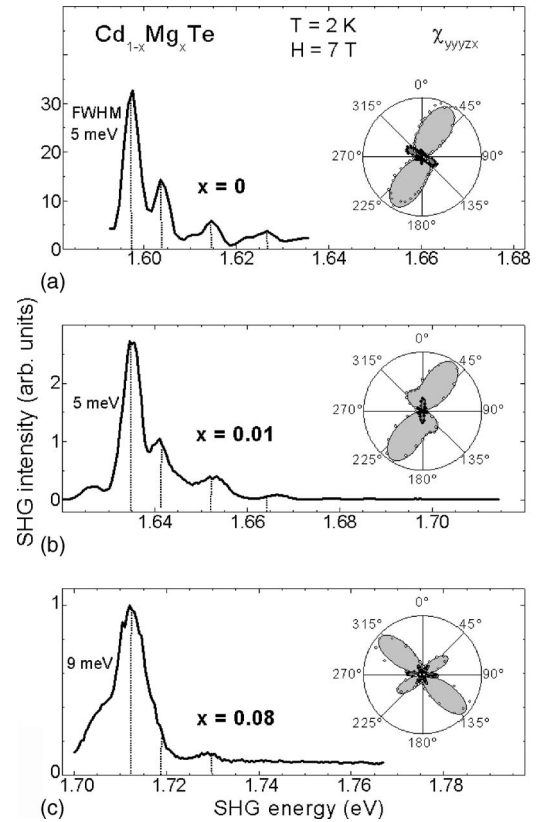 Cd1-xMgxTe
T = 2 K
H = 7 T
χyyyzx
30
20
10
0
FWHM
5 meV
x = 0
0°
45°
90°
135°
180°
225°
270°
315°
1.60 1.62 1.64 1.66 1.68
(a)
2
1
0
5 meV
x = 0.01
0°
45°
90°
135°
180°
225°
270°
315°
1.64 1.66 1.68 1.70
(b)
SHG intensity (arb. units)
1
0
9 meV
x = 0.08
0°
45°
90°
135°
180°
225°
270°
315°
1.70 1.72 1.74 1.76 1.78
(c)
SHG energy (eV)